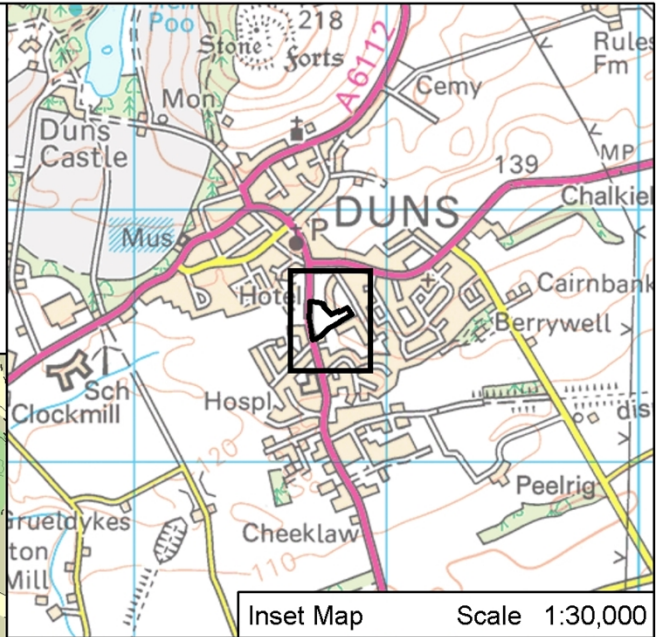 Poo
218
Stone
forts
A 6112
Rules
Fm
Cemy
Mon
Duns
Castle
139
MP
Chalkiel
DUNS
P
Mus
Hotel
Cairnbank
Berrywell
Sch
Clockmill
Hospl
dis
120
Peelrig
Grueldykes
ton
Mill
Cheeklaw
110
Inset Map Scale 1:30,000